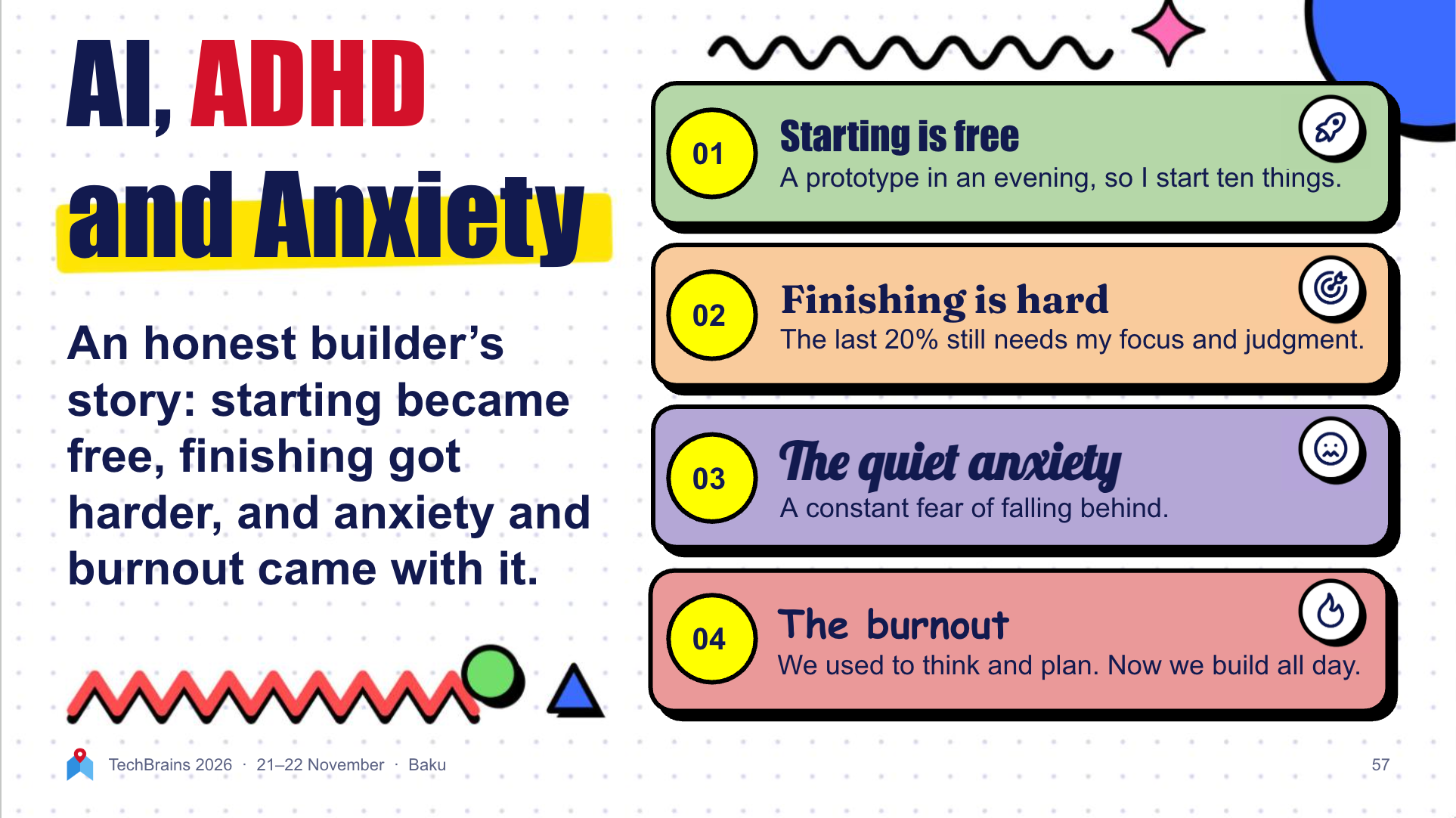 AI, ADHD
and Anxiety
An honest builder’s
story: starting became
free, finishing got
harder, and anxiety and
burnout came with it.
01
Starting is free
A prototype in an evening, so I start ten things.
02
Finishing is hard
The last 20% still needs my focus and judgment.
03
The quiet anxiety
A constant fear of falling behind.
04
The burnout
We used to think and plan. Now we build all day.
TechBrains 2026 · 21–22 November · Baku
57